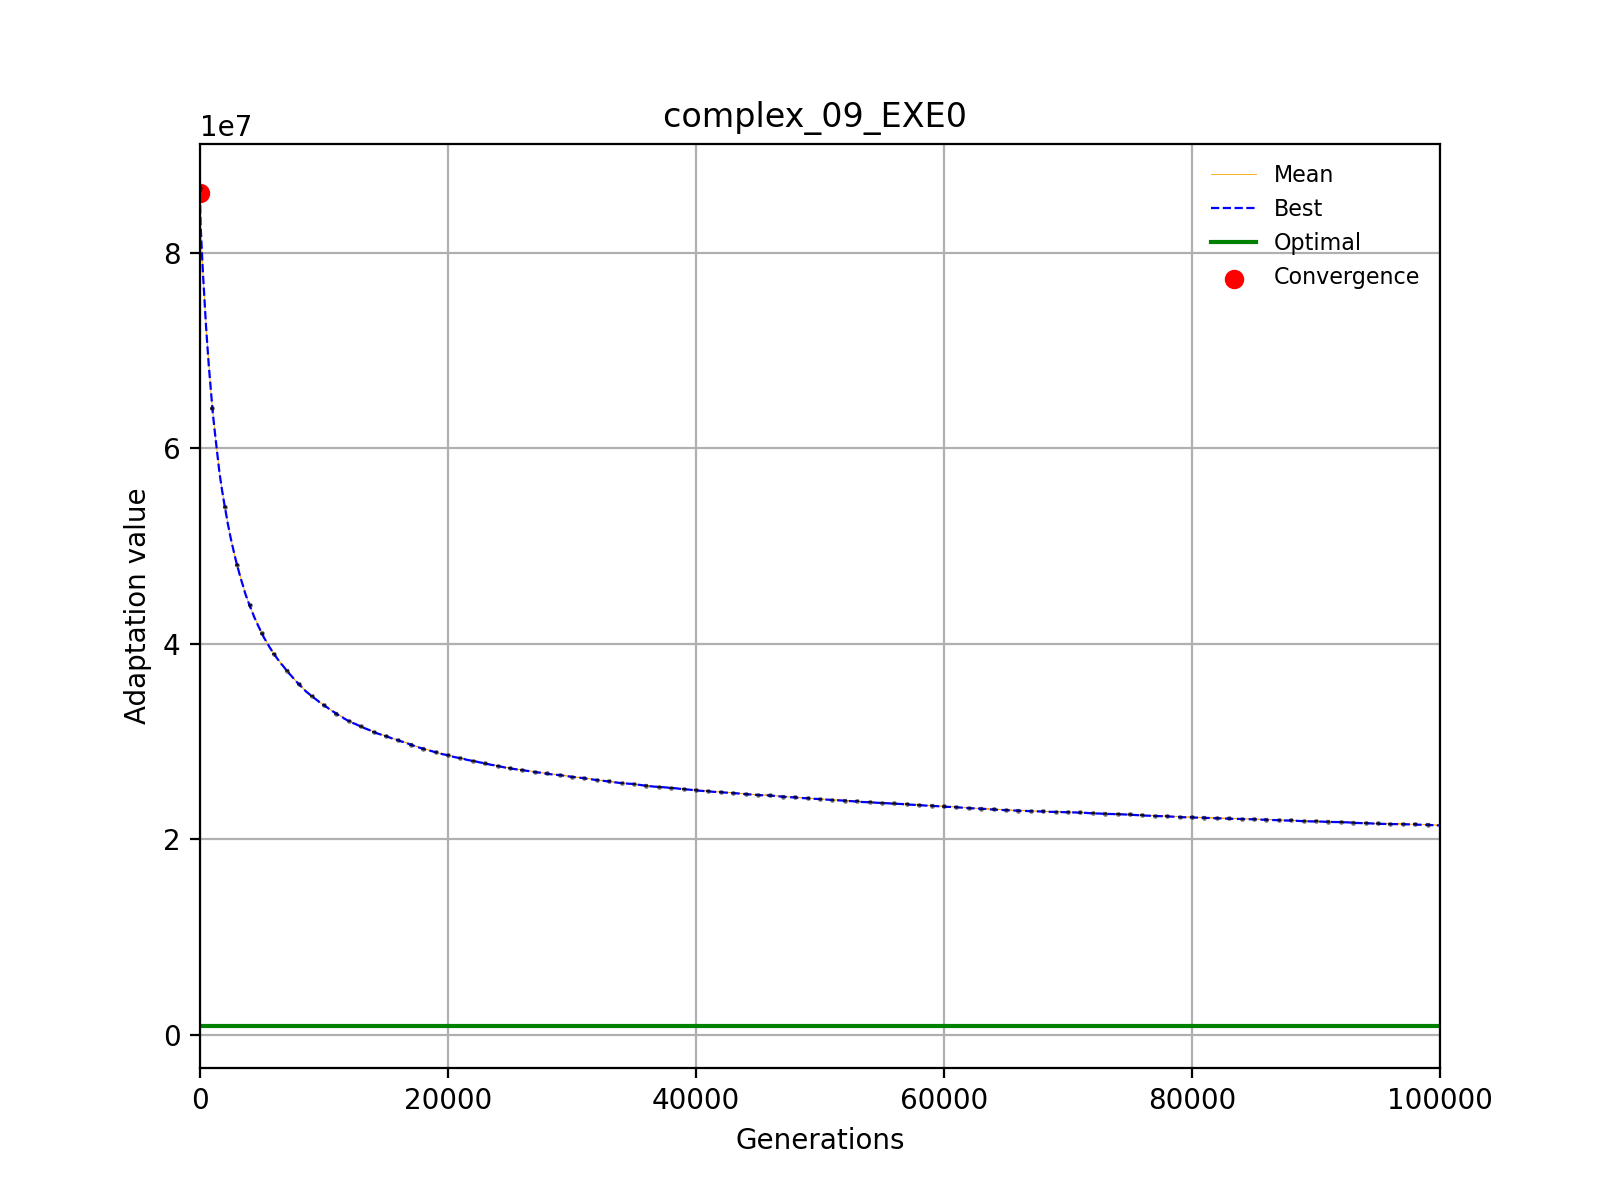 complex_09_EXE0
1e7
Mean
Best
Optimal
Convergence
8
6
4
2
0
Adaptation value
0
20000
40000
60000
80000
100000
Generations